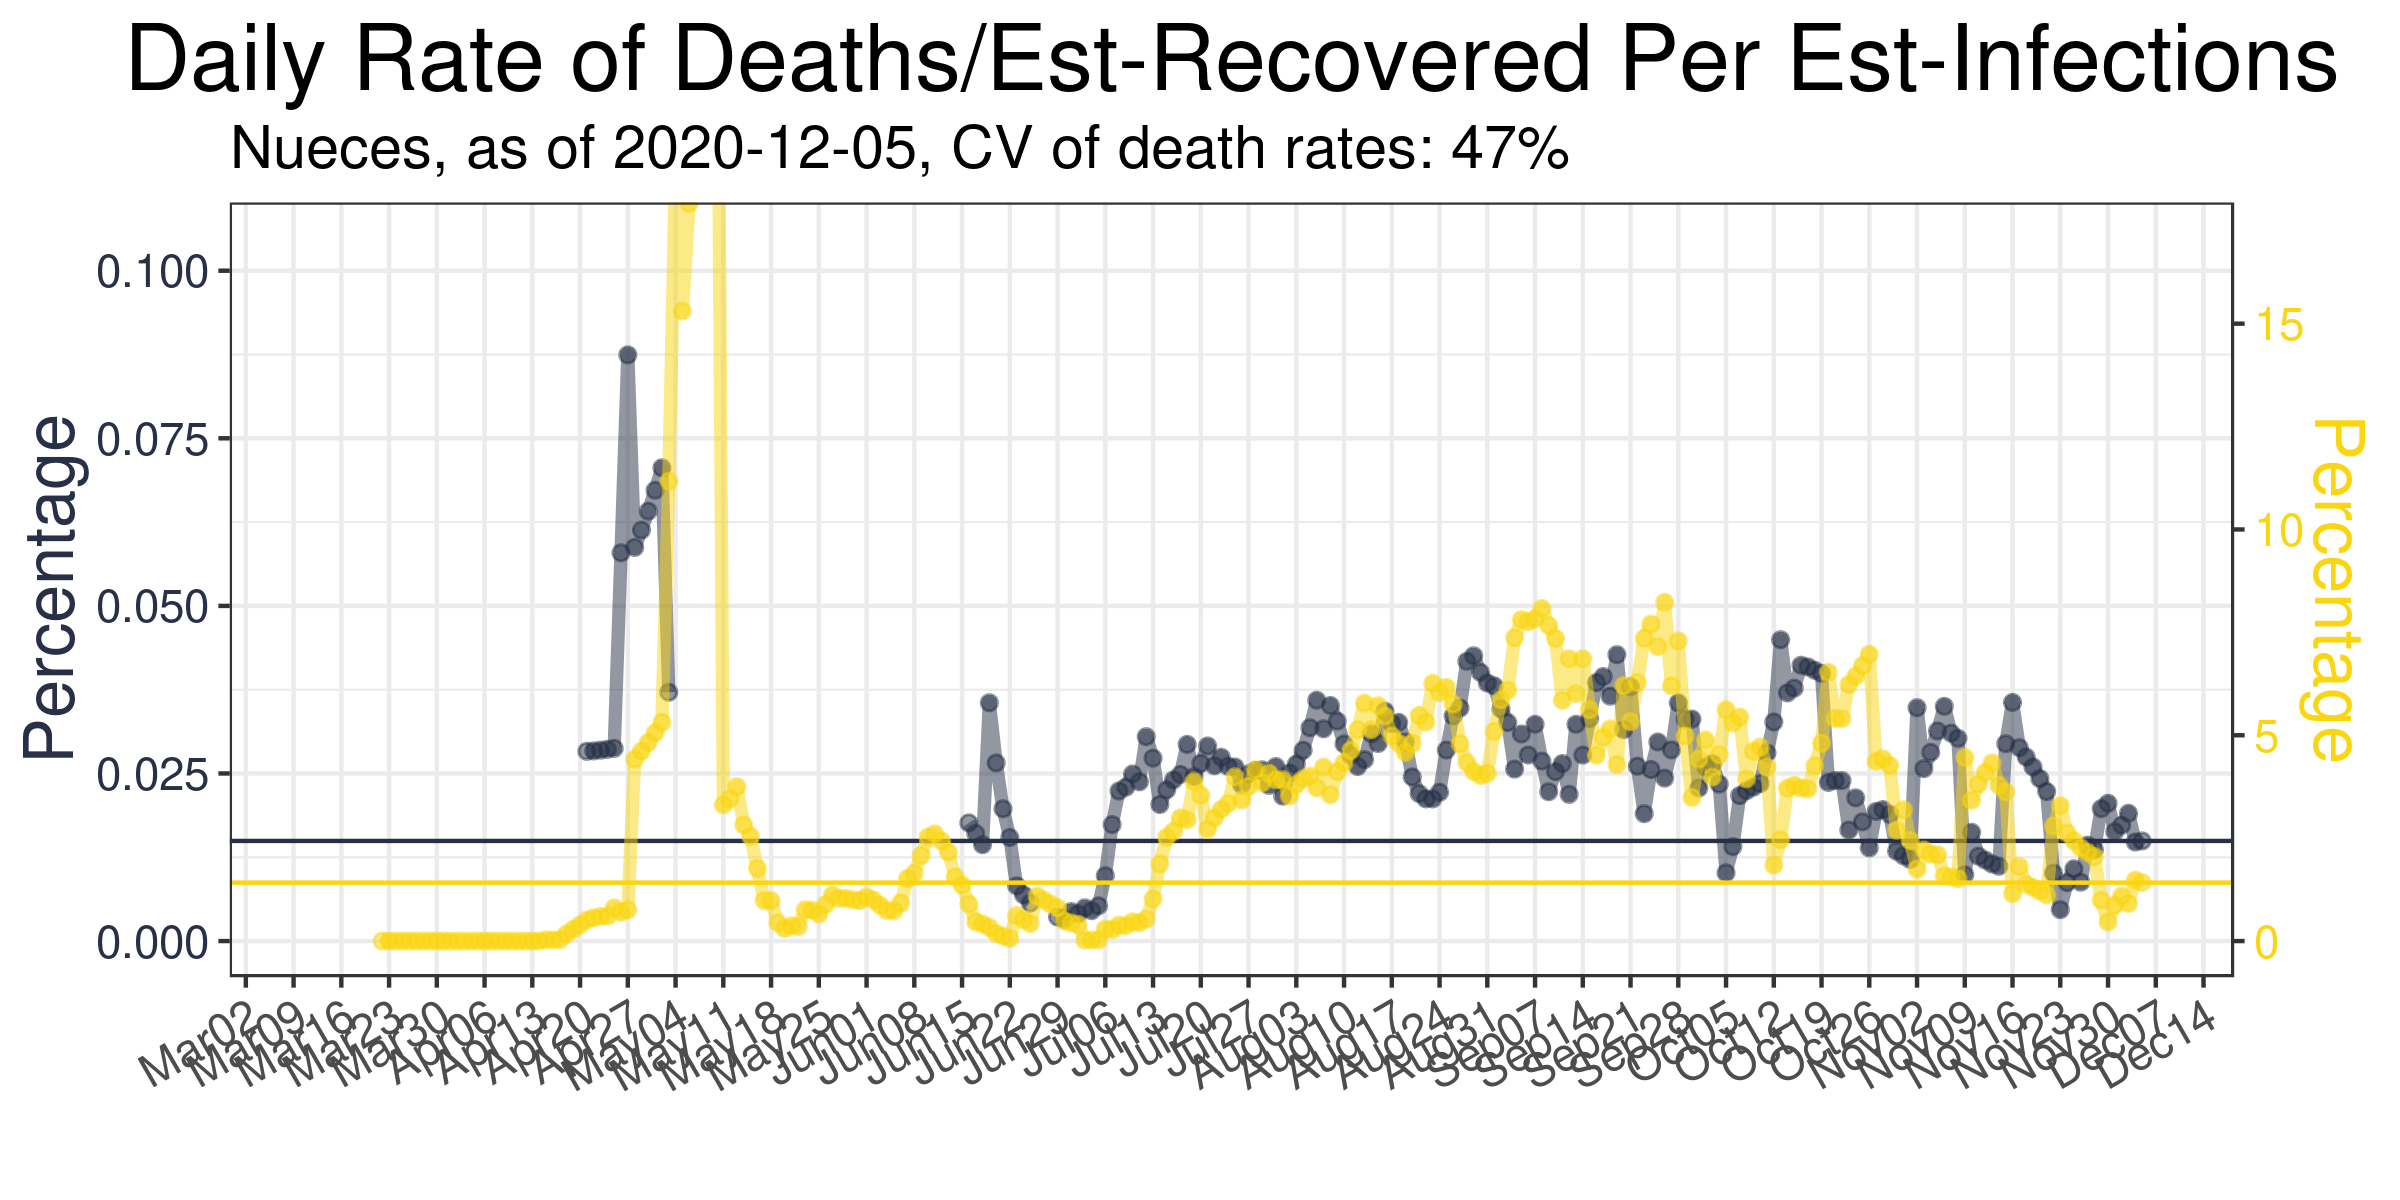 Daily Rate of Deaths/Est-Recovered Per Est-Infections
Nueces, as of 2020-12-05, CV of death rates: 47%
Percentage
0.100
0.075
0.050
0.025
0.000
15
10
5
0
Percentage
Mar02
Mar09
Mar16
Mar23
Mar30
Apr06
Apr13
Apr20
Apr27
May04
May11
May18
May25
Jun01
Jun08
Jun15
Jun22
Jun29
Jul06
Jul13
Jul20
Jul27
Aug03
Aug10
Aug17
Aug24
Aug31
Sep07
Sep14
Sep21
Sep28
Oct05
Oct12
Oct19
Oct26
Nov02
Nov09
Nov16
Nov23
Nov30
Dec07
Dec14